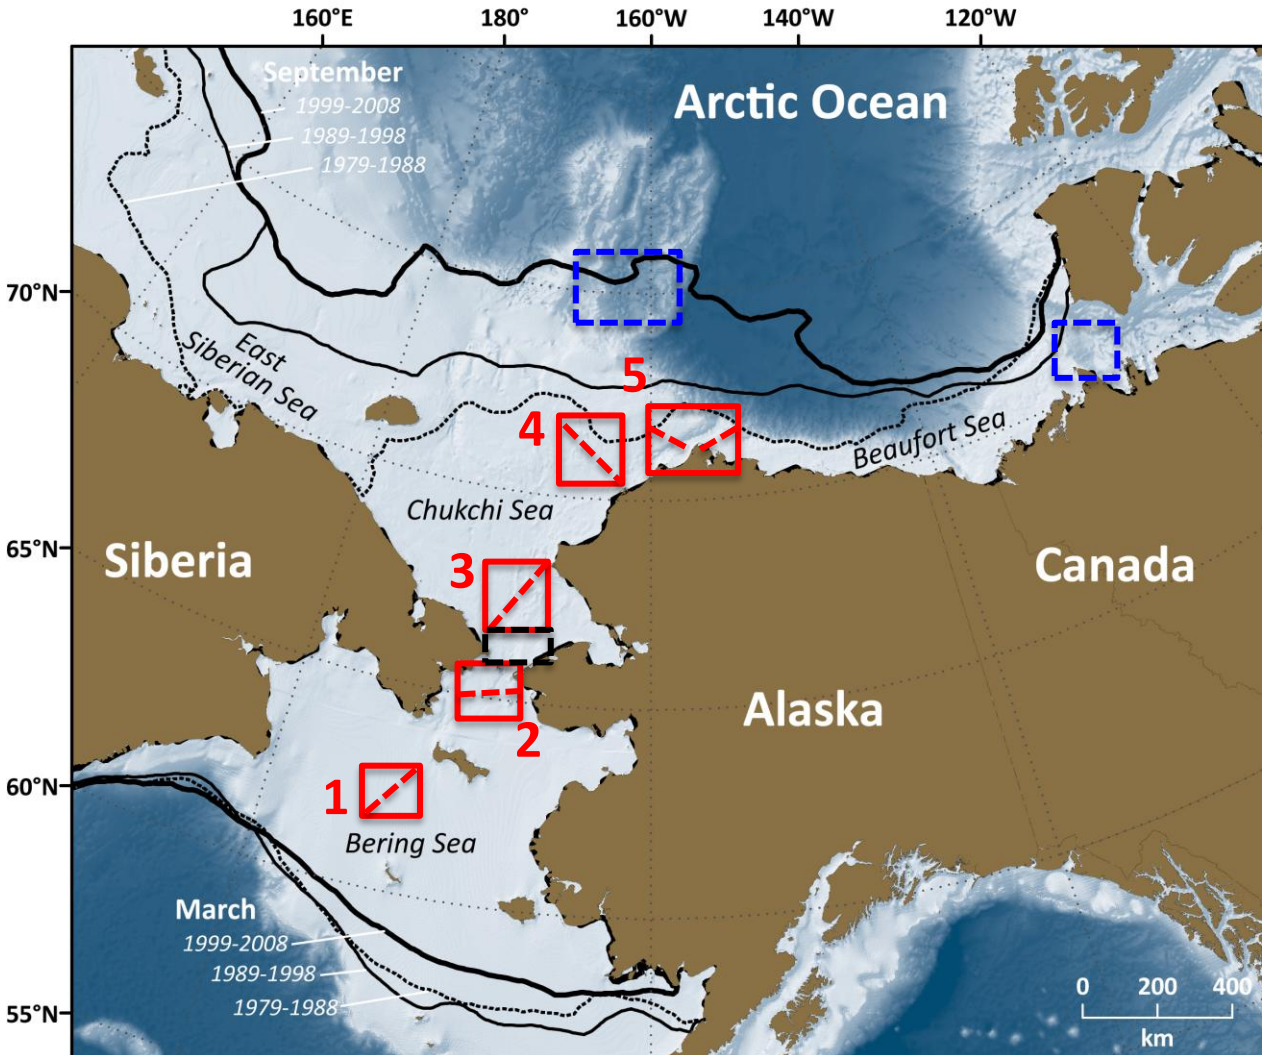 160°E 180° 160°W 140°W 120°W
September
1999-2008
1989-1998
1979-1988
Arctic Ocean
70°N
East
Siberian Sea
5
4
Beaufort Sea
Chukchi Sea
65°N
Siberia
3
Canada
Alaska
2
60°N
1
Bering Sea
March
1999-2008
1989-1998
1979-1988
55°N
0 200 400
km